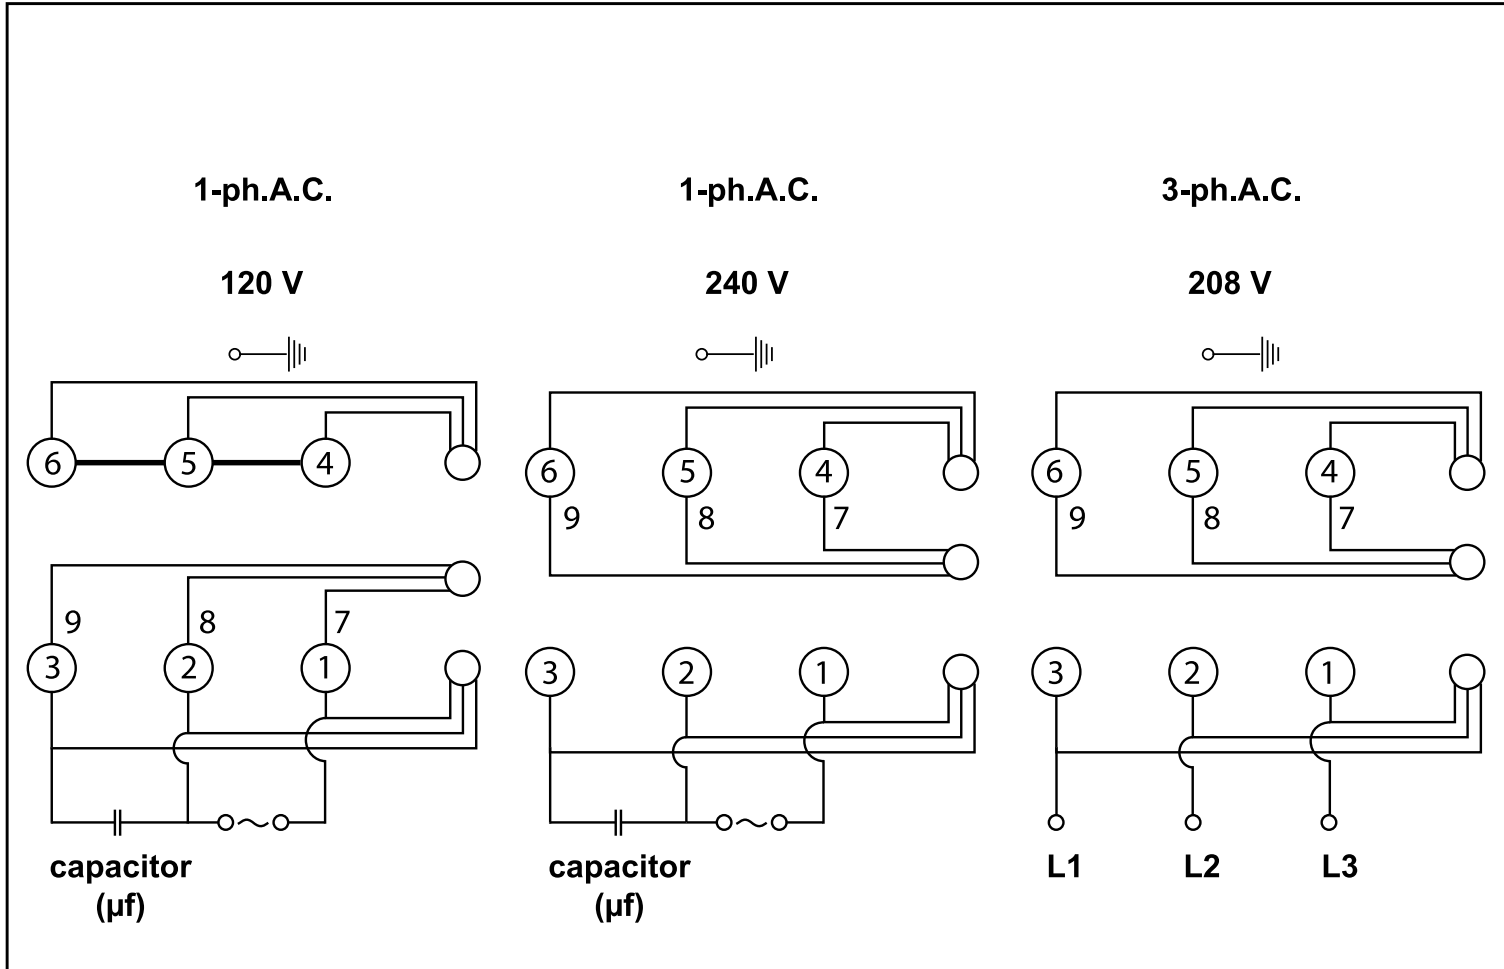 1-ph.A.C.
120 V
6 5 4
9 8 7
3 2 1
capacitor
(µf)
1-ph.A.C.
240 V
6 5 4
9 8 7
3 2 1
capacitor
(µf)
3-ph.A.C.
208 V
6 5 4
9 8 7
3 2 1
L1 L2 L3